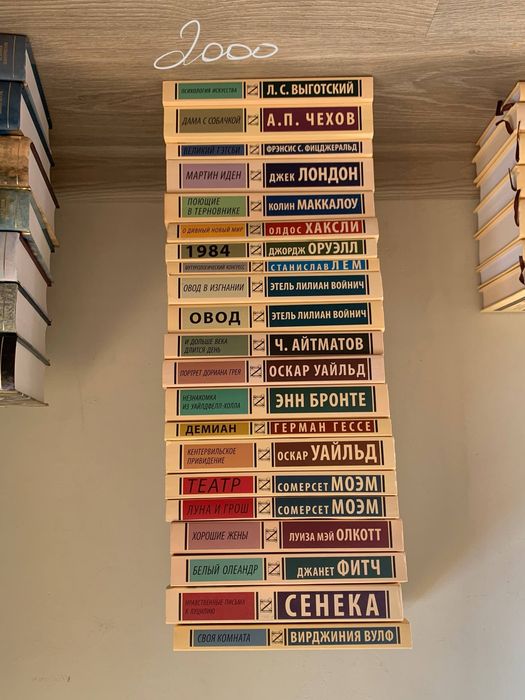 2000
ПСИХОЛОГИЯ ИСКУССТВА Л. С. ВЫГОТСКИЙ
ДАМА С СОБАЧКОЙ А.П. ЧЕХОВ
ВЕЛИКИЙ ГЭТСБИ ФРЭНСИС С. ФИЦДЖЕРАЛЬД
МАРТИН ИДЕН ДЖЕК ЛОНДОН
ПОЮЩИЕ
В ТЕРНОВНИКЕ КОЛИН МАККАЛОУ
О ДИВНЫЙ НОВЫЙ МИР ОЛДОС ХАКСЛИ
1984 ДЖОРДЖ ОРУЭЛЛ
ФУТУРОЛОГИЧЕСКИЙ КОНГРЕСС СТАНИСЛАВ ЛЕМ
ОВОД В ИЗГНАНИИ ЭТЕЛЬ ЛИЛИАН ВОЙНИЧ
ОВОД ЭТЕЛЬ ЛИЛИАН ВОЙНИЧ
И ДОЛЬШЕ ВЕКА
ДЛИТСЯ ДЕНЬ Ч. АЙТМАТОВ
ПОРТРЕТ ДОРИАНА ГРЕЯ ОСКАР УАЙЛЬД
НЕЗНАКОМКА
ИЗ УАЙЛДФЕЛЛ-ХОЛЛА ЭНН БРОНТЕ
ДЕМИАН ГЕРМАН ГЕССЕ
КЕНТЕРВИЛЬСКОЕ
ПРИВИДЕНИЕ ОСКАР УАЙЛЬД
ТЕАТР СОМЕРСЕТ МОЭМ
ЛУНА И ГРОШ СОМЕРСЕТ МОЭМ
ХОРОШИЕ ЖЕНЫ ЛУИЗА МЭЙ ОЛКОТТ
БЕЛЫЙ ОЛЕАНДР ДЖАНЕТ ФИТЧ
НРАВСТВЕННЫЕ ПИСЬМА
К ЛУЦИЛИЮ СЕНЕКА
СВОЯ КОМНАТА ВИРДЖИНИЯ ВУЛФ